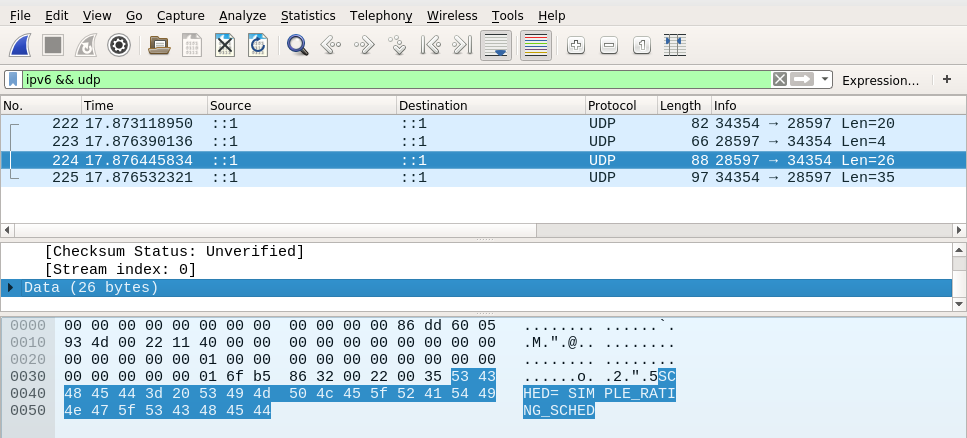 File Edit View Go Capture Analyze Statistics Telephony Wireless Tools Help
ipv6 && udp Expression… +
No. Time Source Destination Protocol Length Info
222 17.873118950 ::1 ::1 UDP 82 34354 → 28597 Len=20
223 17.876390136 ::1 ::1 UDP 66 34354 → 28597 Len=4
224 17.876445834 ::1 ::1 UDP 88 28597 → 34354 Len=26
225 17.876532321 ::1 ::1 UDP 97 34354 → 28597 Len=35
[Checksum Status: Unverified]
[Stream index: 0]
Data (26 bytes)
0000 00 00 00 00 00 00 00 00 00 00 00 00 86 dd 60 05 ........ ......`.
0010 93 4d 00 22 11 40 00 00 00 00 00 00 00 00 00 00 .M.".@.. ........
0020 00 00 00 00 00 01 00 00 00 00 00 00 00 00 00 00 ........ ........
0030 00 00 00 00 00 01 6f b5 86 32 00 22 00 35 53 43 ......o. .2.".5SC
0040 48 45 44 3d 20 53 49 4d 50 4c 45 5f 52 41 54 49 HED= SIM PLE_RATI
0050 4e 47 5f 53 43 48 45 44 NG_SCHED